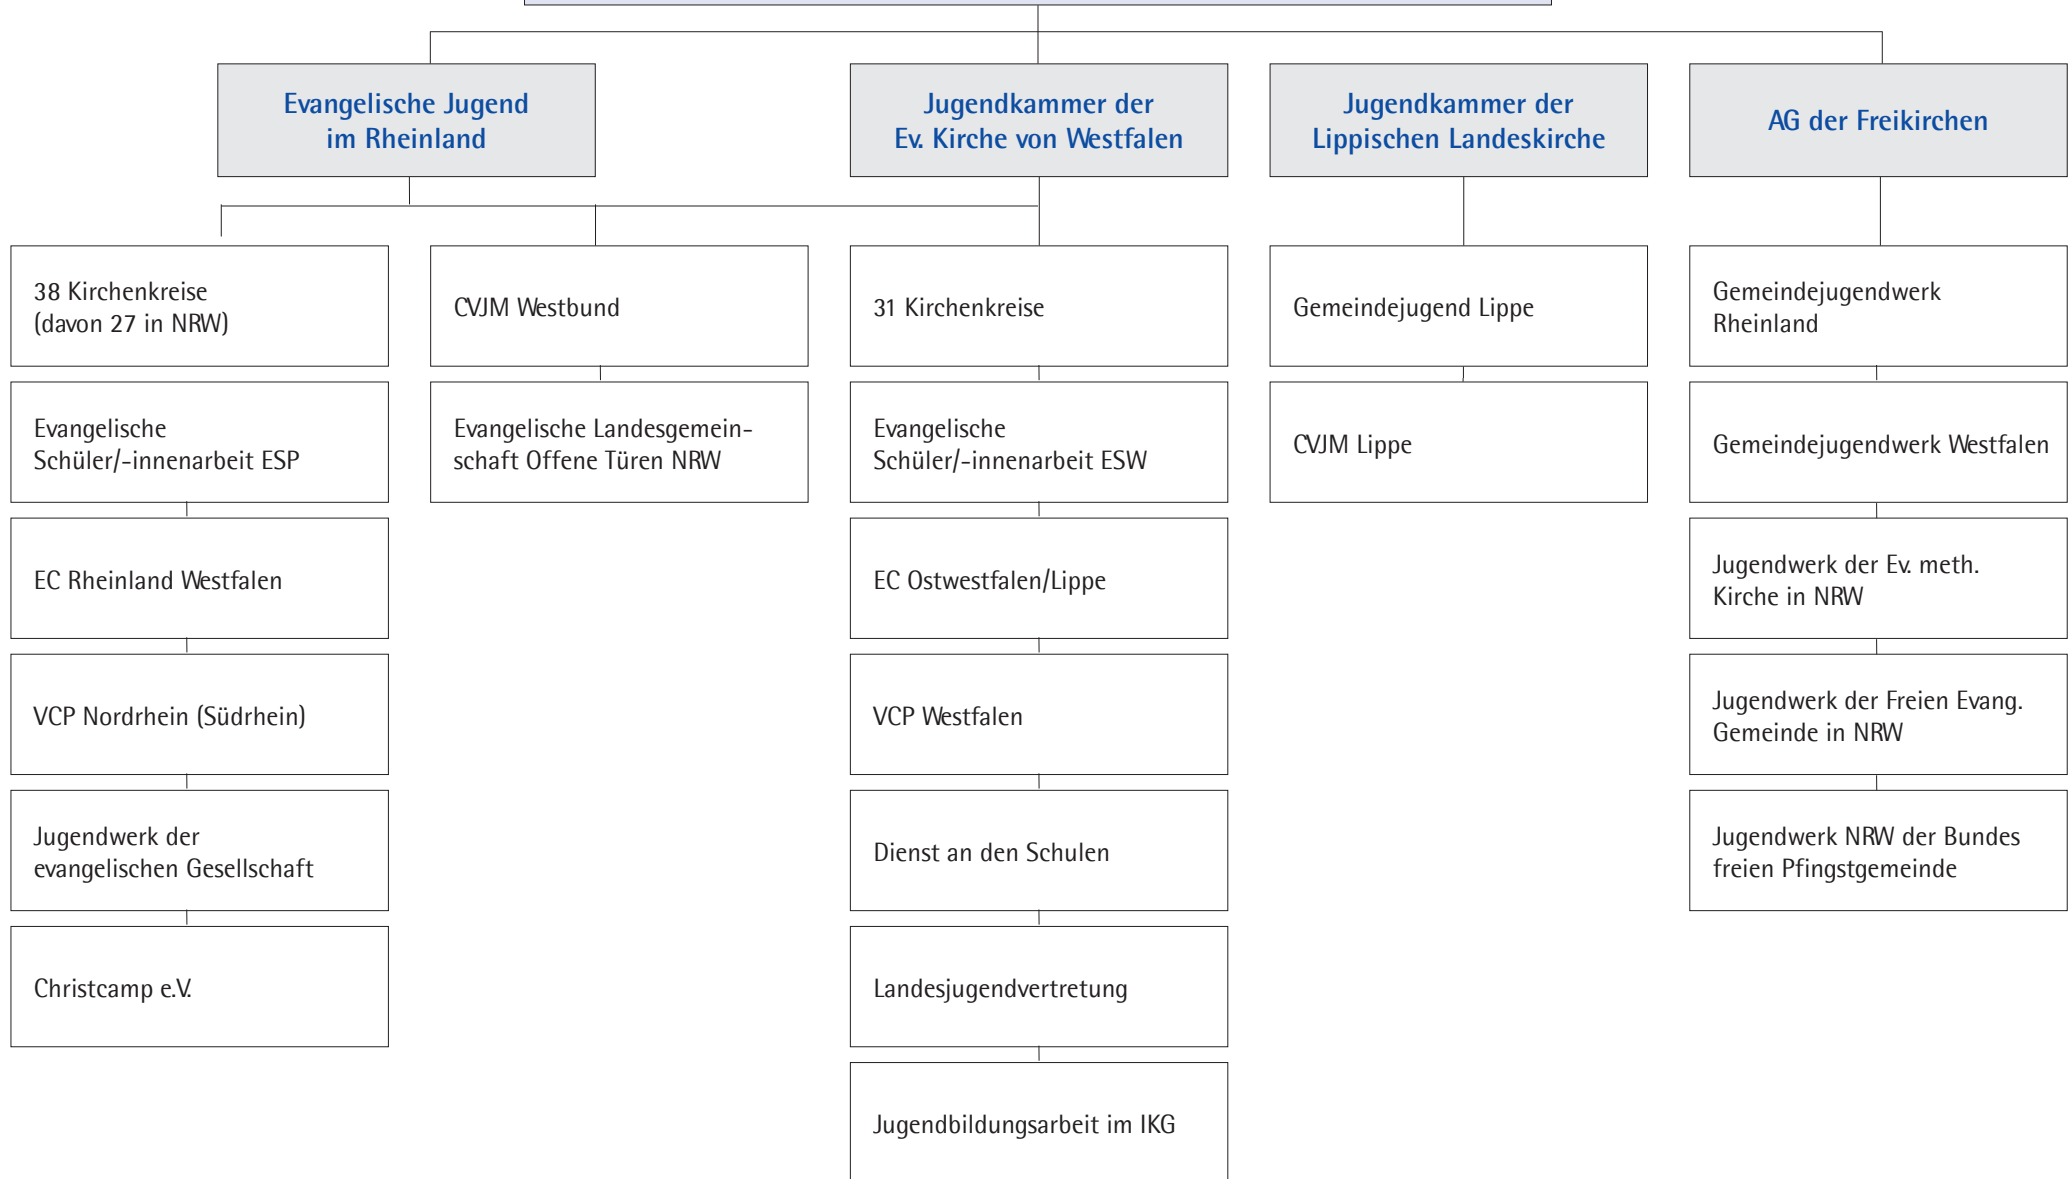 Evangelische Jugend
im Rheinland
Jugendkammer der
Ev. Kirche von Westfalen
Jugendkammer der
Lippischen Landeskirche
AG der Freikirchen
38 Kirchenkreise
(davon 27 in NRW)
Evangelische
Schüler/-innenarbeit ESP
EC Rheinland Westfalen
VCP Nordrhein (Südrhein)
Jugendwerk der
evangelischen Gesellschaft
Christcamp e.V.
CVJM Westbund
Evangelische Landesgemein-
schaft Offene Türen NRW
31 Kirchenkreise
Evangelische
Schüler/-innenarbeit ESW
EC Ostwestfalen/Lippe
VCP Westfalen
Dienst an den Schulen
Landesjugendvertretung
Jugendbildungsarbeit im IKG
Gemeindejugend Lippe
CVJM Lippe
Gemeindejugendwerk
Rheinland
Gemeindejugendwerk Westfalen
Jugendwerk der Ev. meth.
Kirche in NRW
Jugendwerk der Freien Evang.
Gemeinde in NRW
Jugendwerk NRW der Bundes
freien Pfingstgemeinde